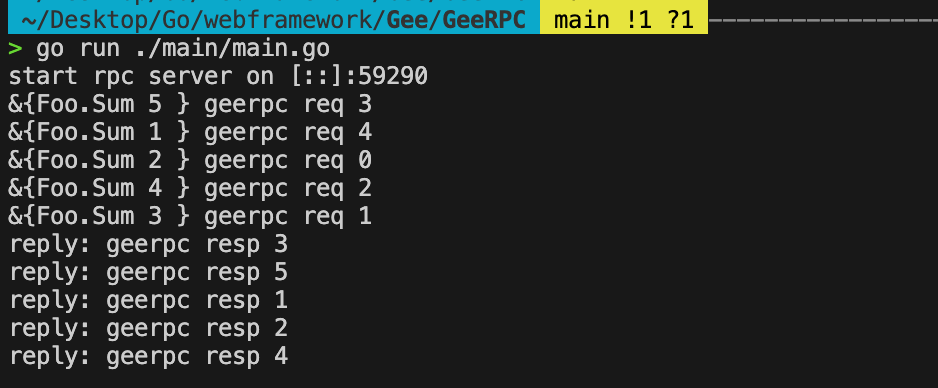 ~/Desktop/Go/webframework/Gee/GeeRPC main !1 ?1
> go run ./main/main.go
start rpc server on [::]:59290
&{Foo.Sum 5 } geerpc req 3
&{Foo.Sum 1 } geerpc req 4
&{Foo.Sum 2 } geerpc req 0
&{Foo.Sum 4 } geerpc req 2
&{Foo.Sum 3 } geerpc req 1
reply: geerpc resp 3
reply: geerpc resp 5
reply: geerpc resp 1
reply: geerpc resp 2
reply: geerpc resp 4